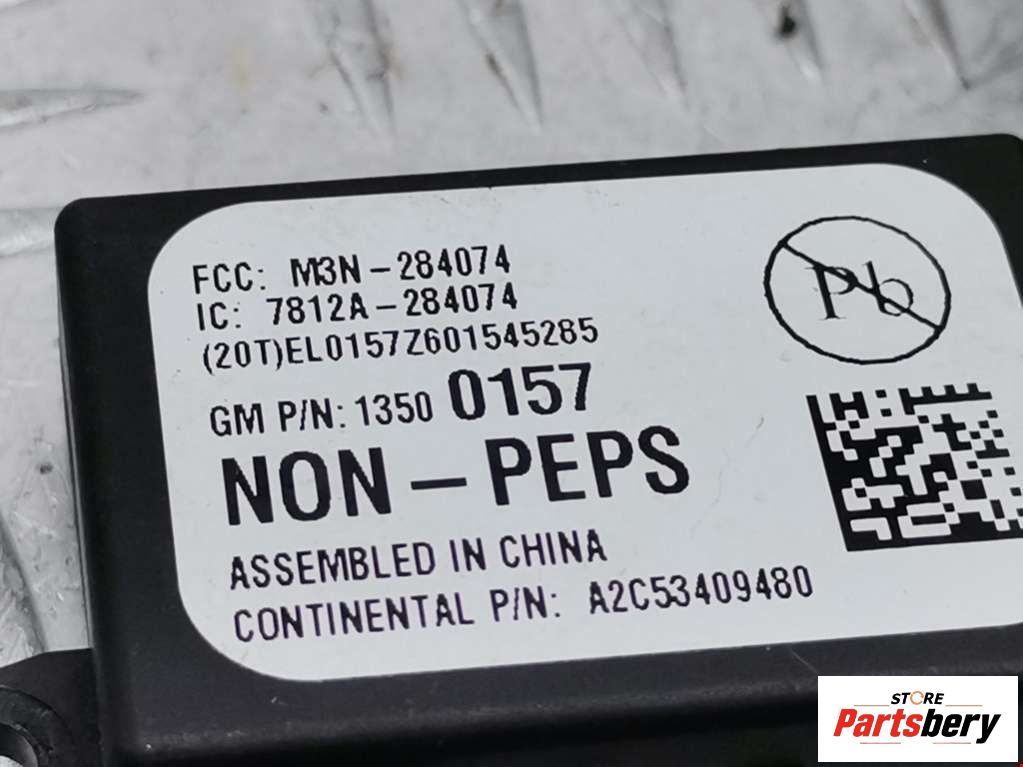 FCC: M3N-284074
IC: 7812A-284074
(20T)EL0157Z601545285
GM P/N: 1350 0157
NON-PEPS
ASSEMBLED IN CHINA
CONTINENTAL P/N: A2C53409480
Pb
STORE
Partsbery